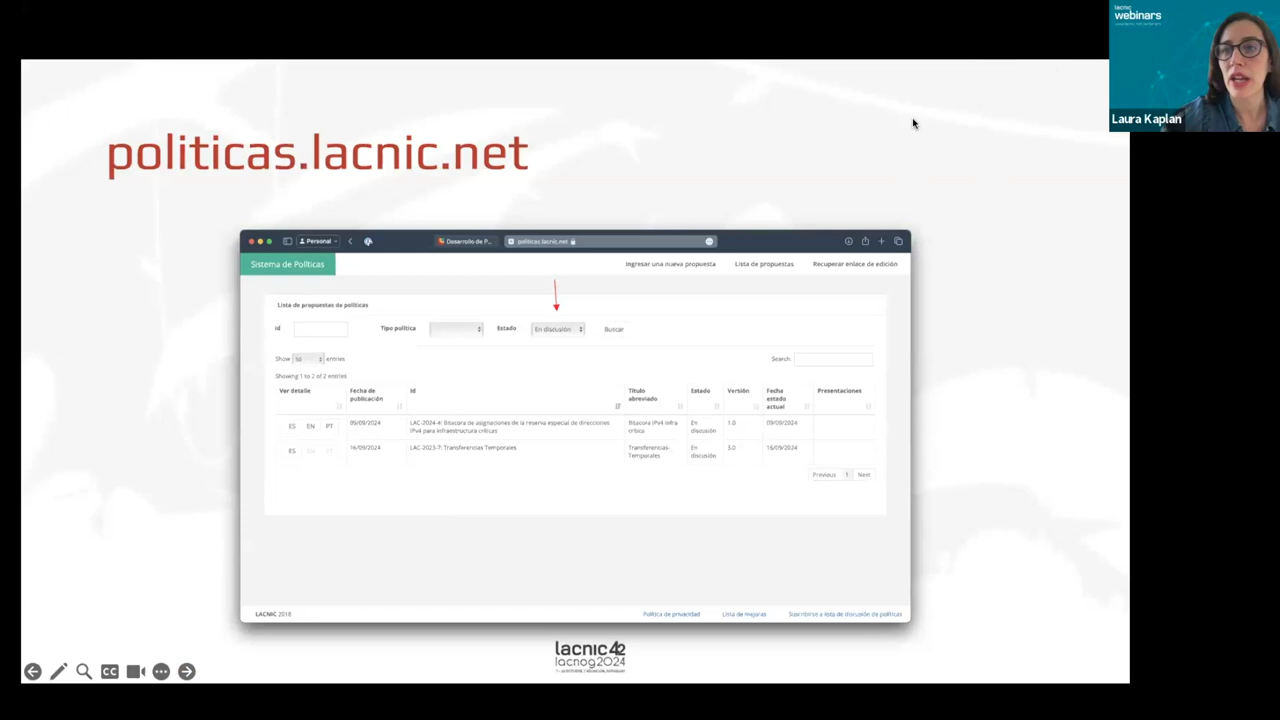 lacnic
webinars
Laura Kaplan
politicas.lacnic.net
Personal
Desarrollo de P...
politicas.lacnic.net
Sistema de Políticas
Ingresar una nueva propuesta
Lista de propuestas
Recuperar enlace de edición
Lista de propuestas de políticas
Id
Tipo política
Estado
En discusión
Buscar
Show 50 entries
Search:
Showing 1 to 2 of 2 entries
Ver detalle
Fecha de publicación
Id
Título abreviado
Estado
Versión
Fecha estado actual
Presentaciones
ES EN PT
09/09/2024
LAC-2024-4: Bitacora de asignaciones de la reserva especial de direcciones
IPv4 para infraestructura críticas
Bitacora IPv4 infra
crítica
En
discusión
1.0
09/09/2024
ES EN PT
16/09/2024
LAC-2023-7: Transferencias Temporales
Transferencias-
Temporales
En
discusión
3.0
16/09/2024
Previous 1 Next
LACNIC 2018
Política de privacidad
Lista de mejoras
Suscribirse a lista de discusión de políticas
lacnic42
lacnog2024
CC